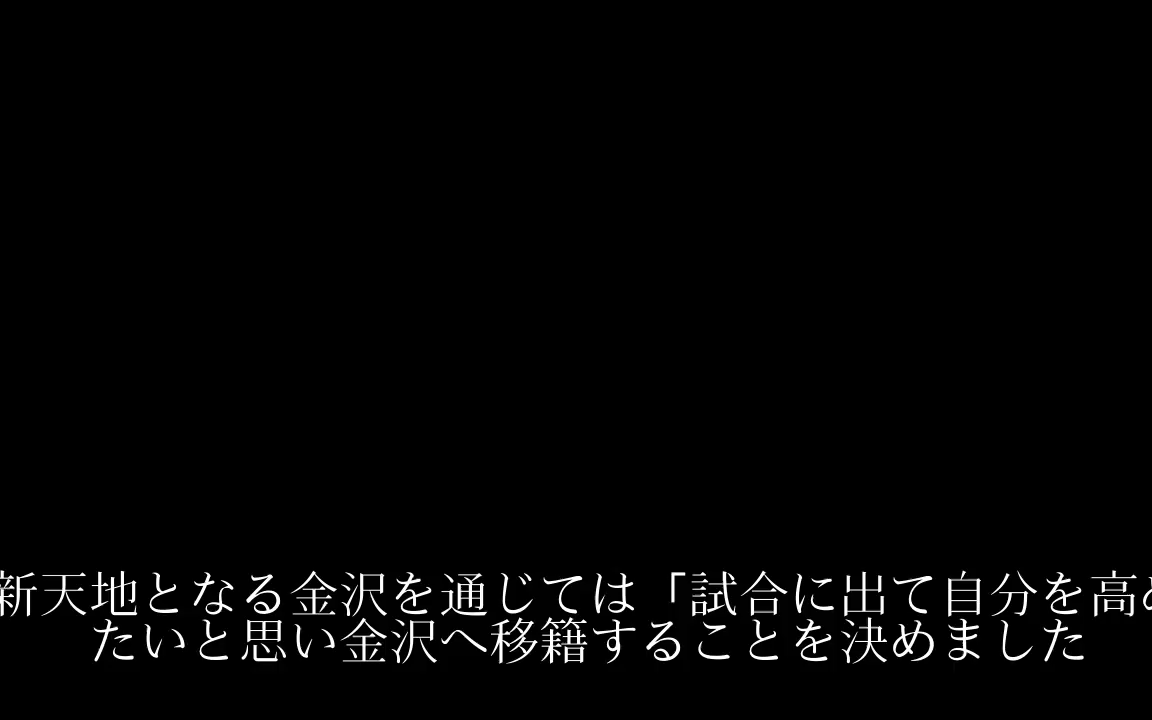 新天地となる金沢を通じては「試合に出て自分を高め
たいと思い金沢へ移籍することを決めました